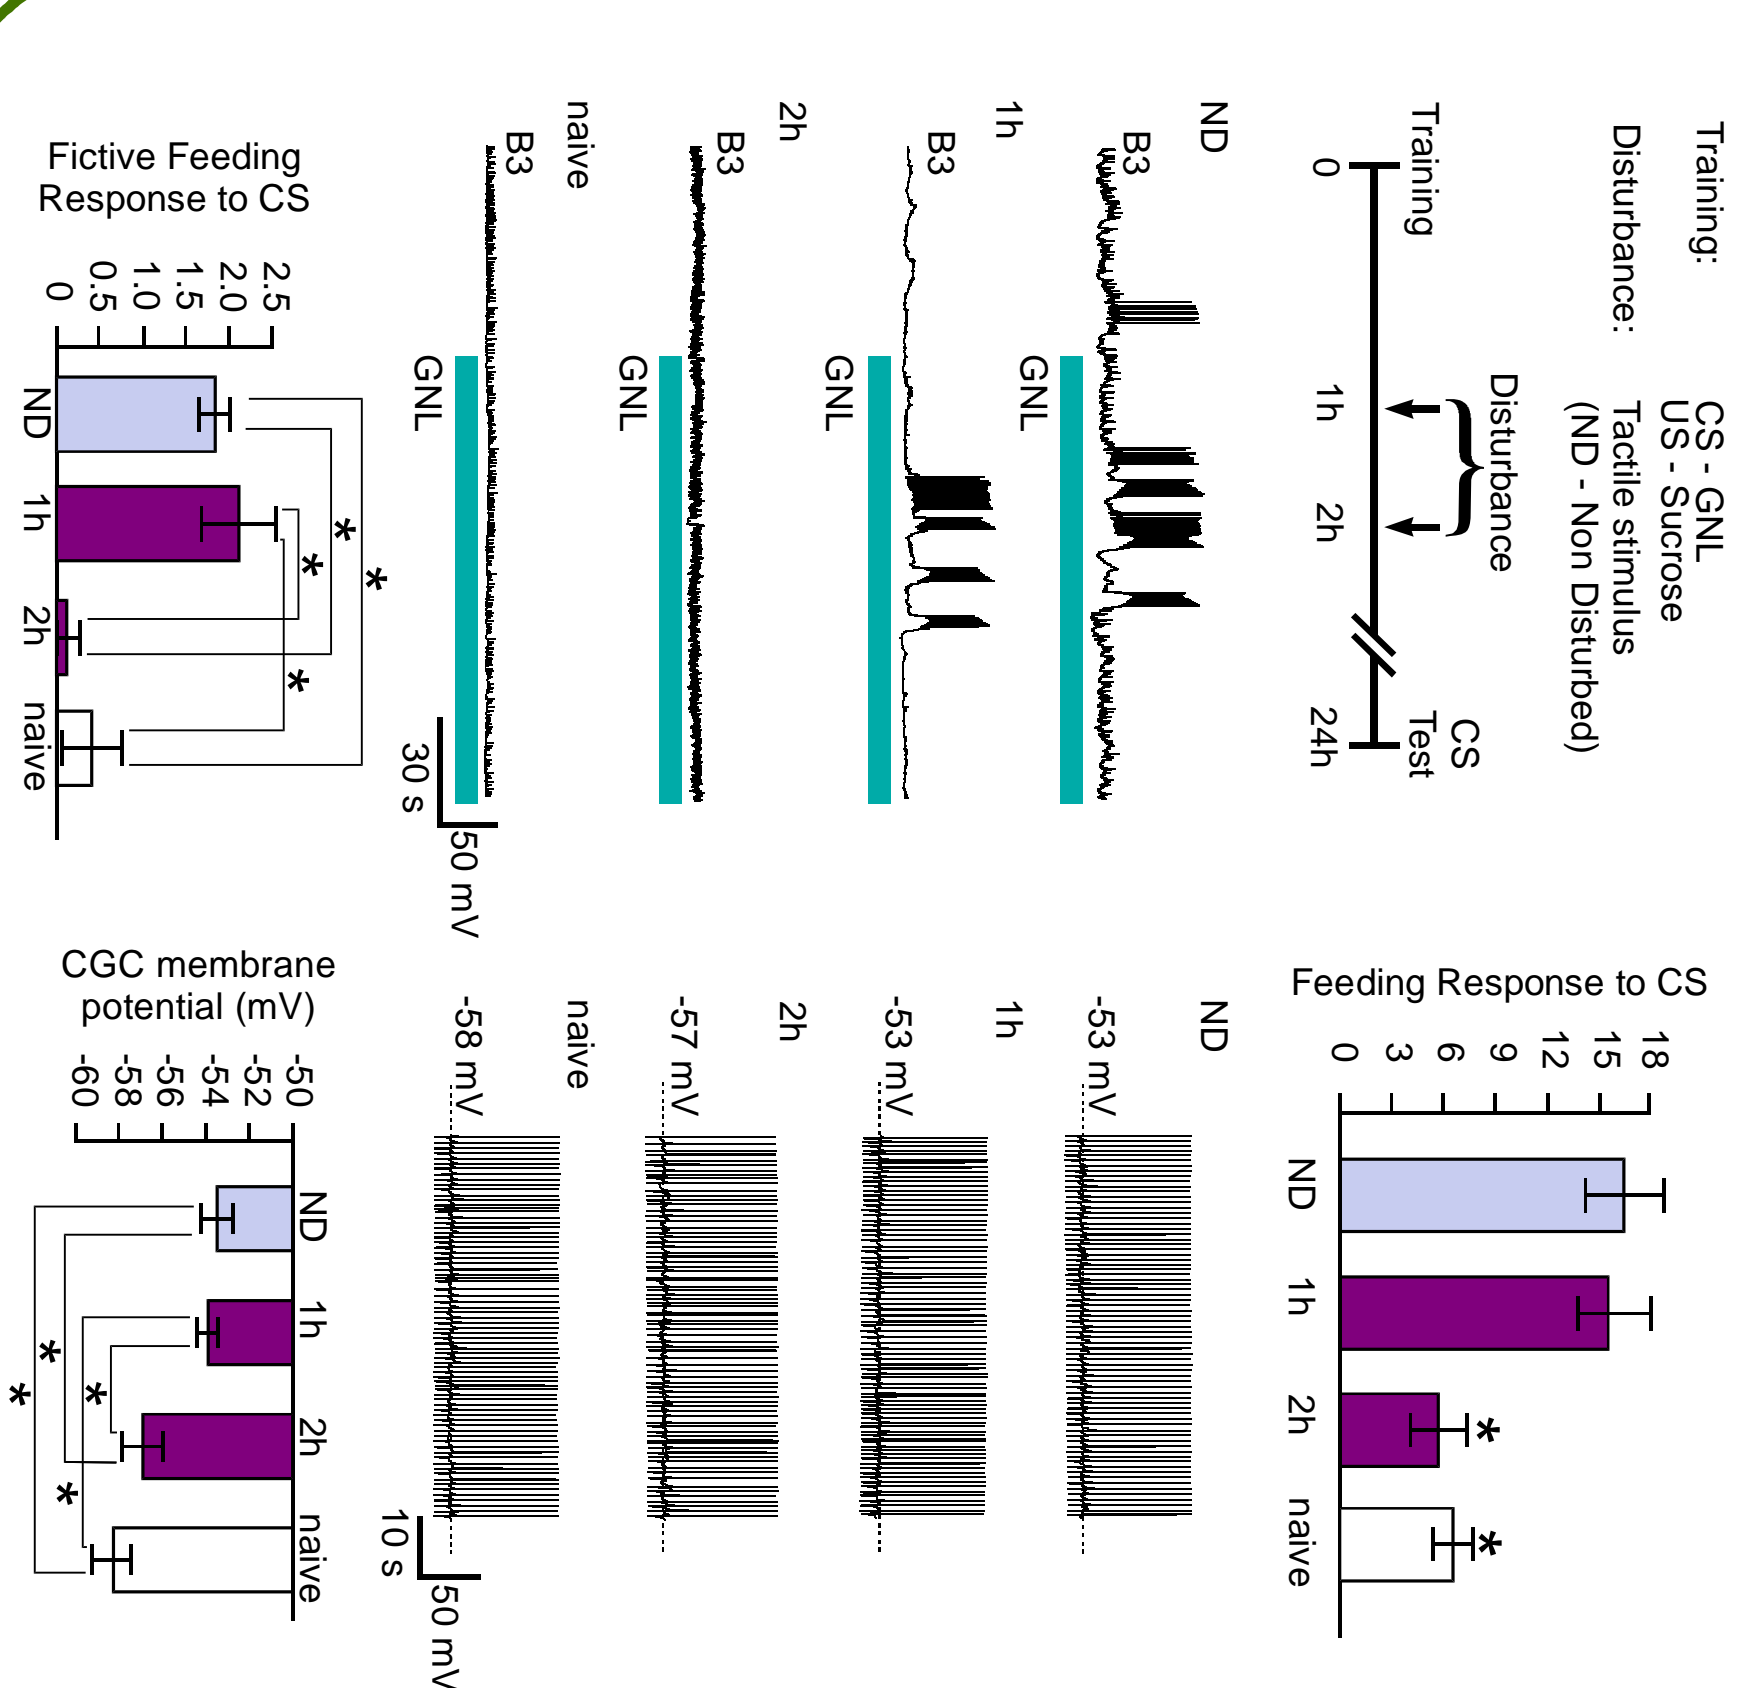 Training:
CS - GNL
US - Sucrose
Disturbance:
Tactile stimulus
(ND - Non Disturbed)
Disturbance
Training
CS
Test
0
1h
2h
24h
Feeding Response to CS
18
15
12
9
6
3
0
ND
1h
2h
*
naive
*
ND
B3
GNL
1h
B3
GNL
2h
B3
GNL
naive
B3
GNL
50 mV
30 s
ND
-53 mV
1h
-53 mV
2h
-57 mV
naive
-58 mV
50 mV
10 s
Fictive Feeding
Response to CS
2.5
2.0
1.5
1.0
0.5
0
*
*
*
*
ND
1h
2h
naive
CGC membrane
potential (mV)
-50
-52
-54
-56
-58
-60
ND
1h
2h
naive
*
*
*
*